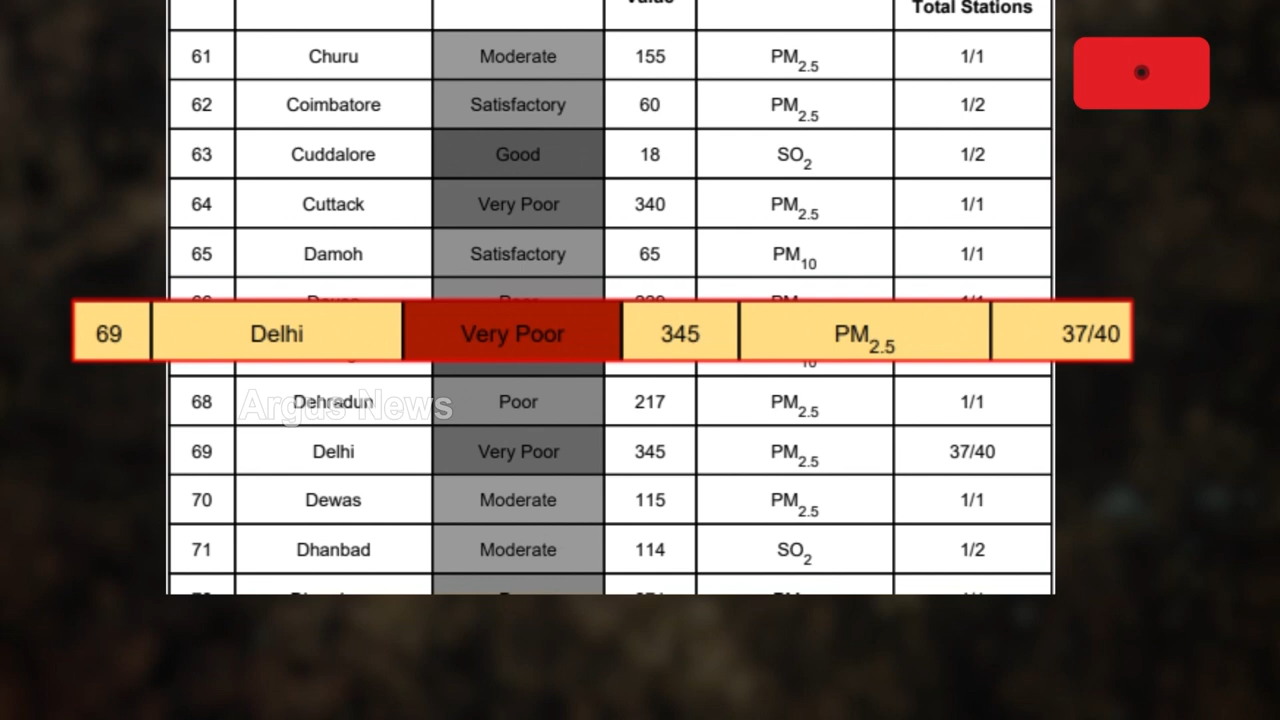 Value
Total Stations
61 Churu Moderate 155 PM2.5 1/1
62 Coimbatore Satisfactory 60 PM2.5 1/2
63 Cuddalore Good 18 SO2 1/2
64 Cuttack Very Poor 340 PM2.5 1/1
65 Damoh Satisfactory 65 PM10 1/1
69 Delhi Very Poor 345 PM2.5 37/40
68 Dehradun Poor 217 PM2.5 1/1
Argus News
69 Delhi Very Poor 345 PM2.5 37/40
70 Dewas Moderate 115 PM2.5 1/1
71 Dhanbad Moderate 114 SO2 1/2